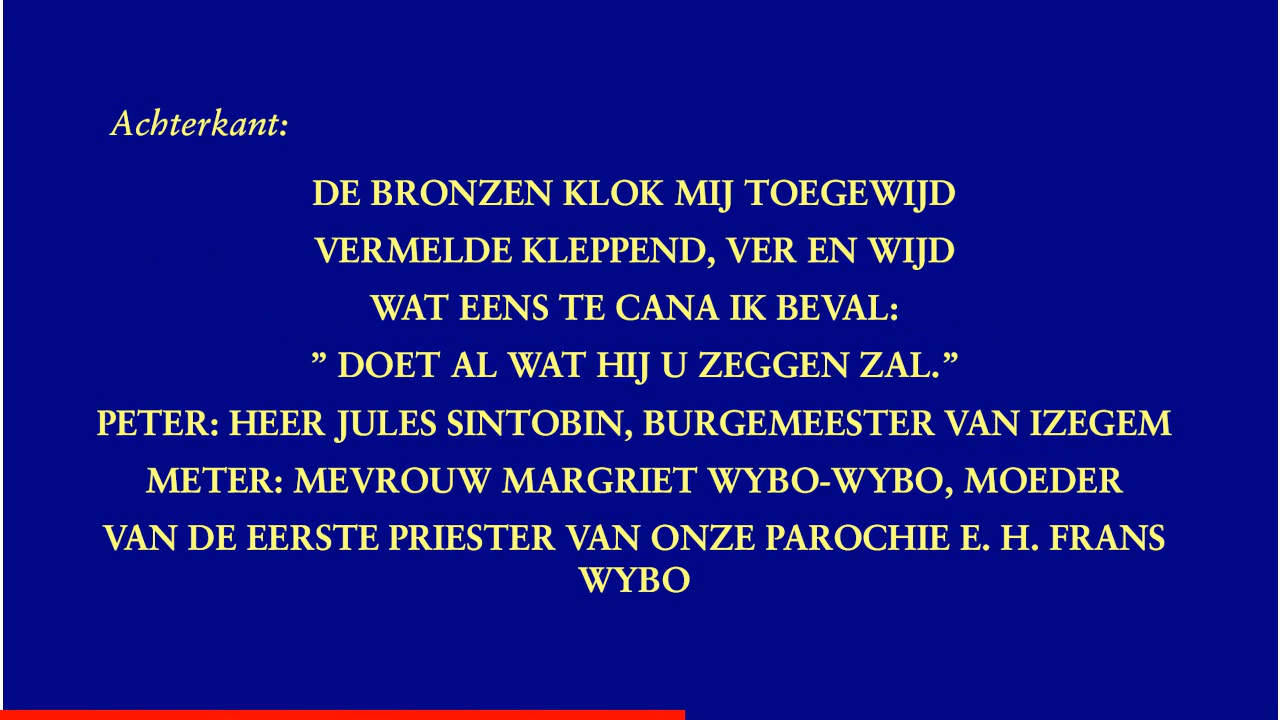 Achterkant:
DE BRONZEN KLOK MIJ TOEGEWIJD
VERMELDE KLEPPEND, VER EN WIJD
WAT EENS TE CANA IK BEVAL:
” DOET AL WAT HIJ U ZEGGEN ZAL.”
PETER: HEER JULES SINTOBIN, BURGEMEESTER VAN IZEGEM
METER: MEVROUW MARGRIET WYBO-WYBO, MOEDER
VAN DE EERSTE PRIESTER VAN ONZE PAROCHIE E. H. FRANS
WYBO